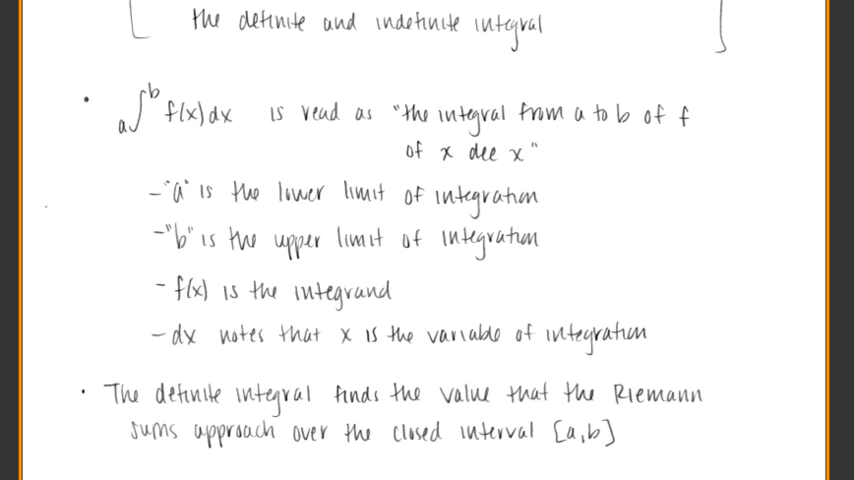 the definite and indefinite integral
• a∫b f(x)dx is read as "the integral from a to b of f
of x dee x"
- "a" is the lower limit of integration
- "b" is the upper limit of integration
- f(x) is the integrand
- dx notes that x is the variable of integration
• The definite integral finds the value that the Riemann
sums approach over the closed interval [a,b]